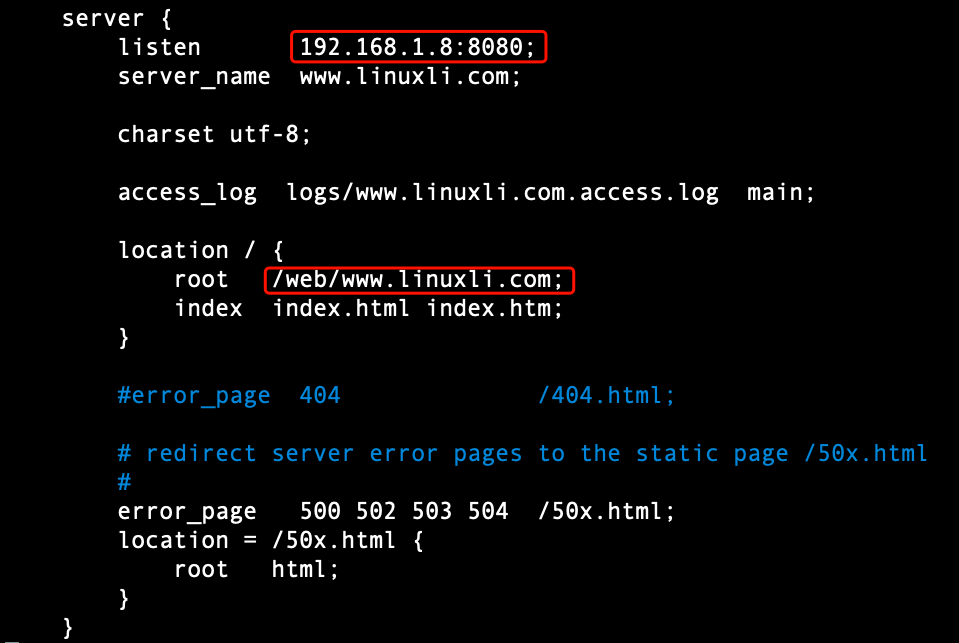 server {
listen 192.168.1.8:8080;
server_name www.linuxli.com;
charset utf-8;
access_log logs/www.linuxli.com.access.log main;
location / {
root /web/www.linuxli.com;
index index.html index.htm;
}
#error_page 404 /404.html;
# redirect server error pages to the static page /50x.html
#
error_page 500 502 503 504 /50x.html;
location = /50x.html {
root html;
}
}